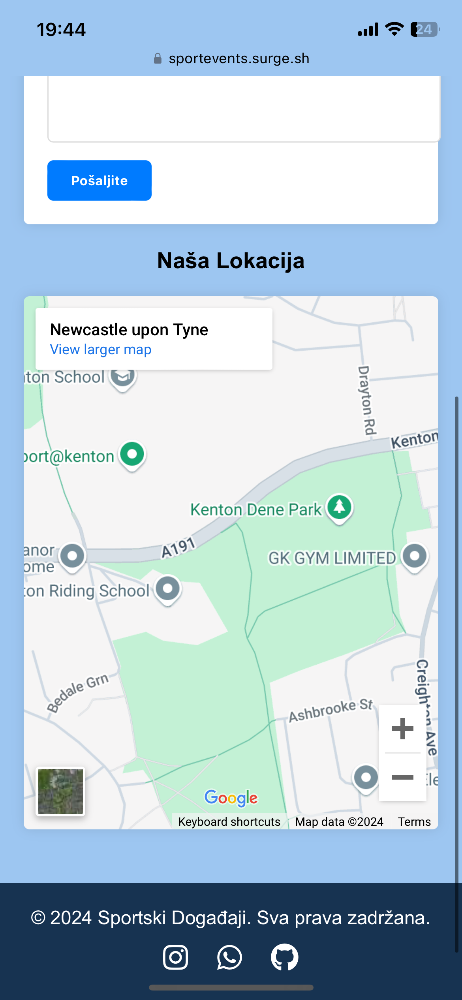 19:44
24
sportevents.surge.sh
Pošaljite
Naša Lokacija
Newcastle upon Tyne
View larger map
ton School
Drayton Rd
Kenton
port@kenton
Kenton Dene Park
A191
anor
ome
GK GYM LIMITED
ton Riding School
Bedale Grn
Creighton Ave
Ashbrooke St
Ele
Google
Keyboard shortcuts
Map data ©2024
Terms
© 2024 Sportski Događaji. Sva prava zadržana.